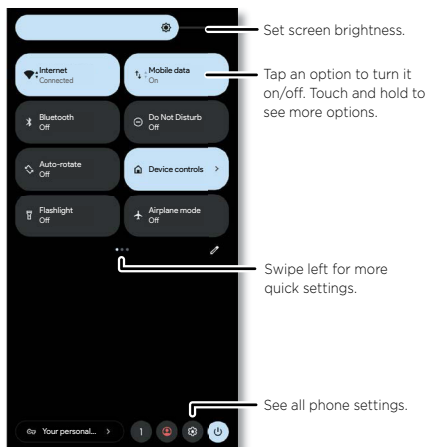 Set screen brightness.
Internet
Connected
Mobile data
On
Tap an option to turn it
on/off. Touch and hold to
see more options.
Bluetooth
Off
Do Not Disturb
Off
Auto-rotate
Off
Device controls
Flashlight
Off
Airplane mode
Off
Swipe left for more
quick settings.
See all phone settings.
Your personal...
1